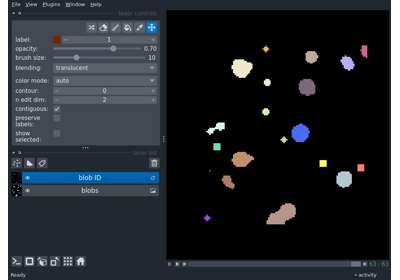 File View Plugins Window Help
layer controls
label: 1
opacity: 0.70
brush size: 10
blending: translucent
color mode: auto
contour: 0
n edit dim: 2
contiguous:
preserve
labels:
show
selected:
layer list
blob ID
blobs
63 63
Ready
activity